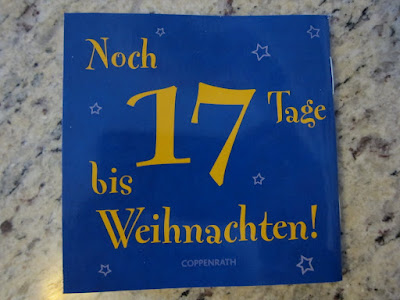 Noch
17 Tage
bis
Weihnachten!
COPPENRATH